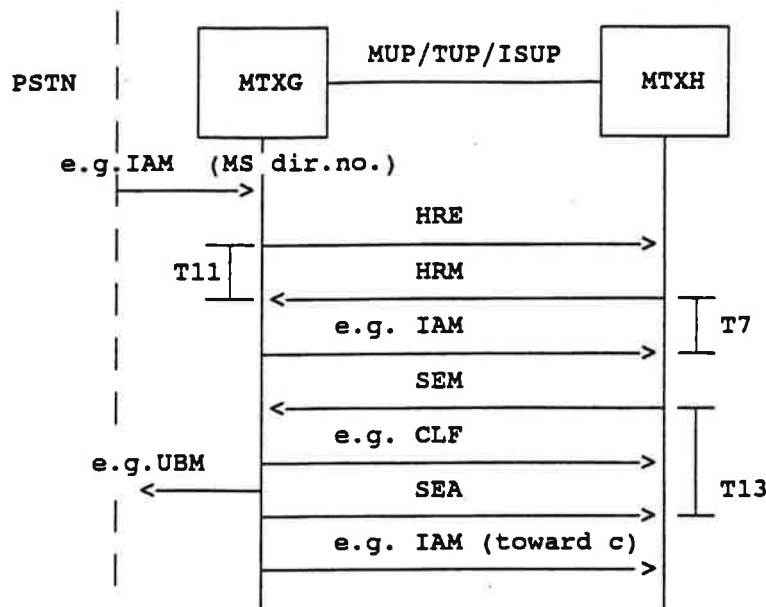 MUP/TUP/ISUP
PSTN
MTXG
MTXH
e.g.IAM (MS dir.no.)
HRE
T11
HRM
e.g. IAM
T7
SEM
e.g. CLF
e.g.UBM
SEA
T13
e.g. IAM (toward c)